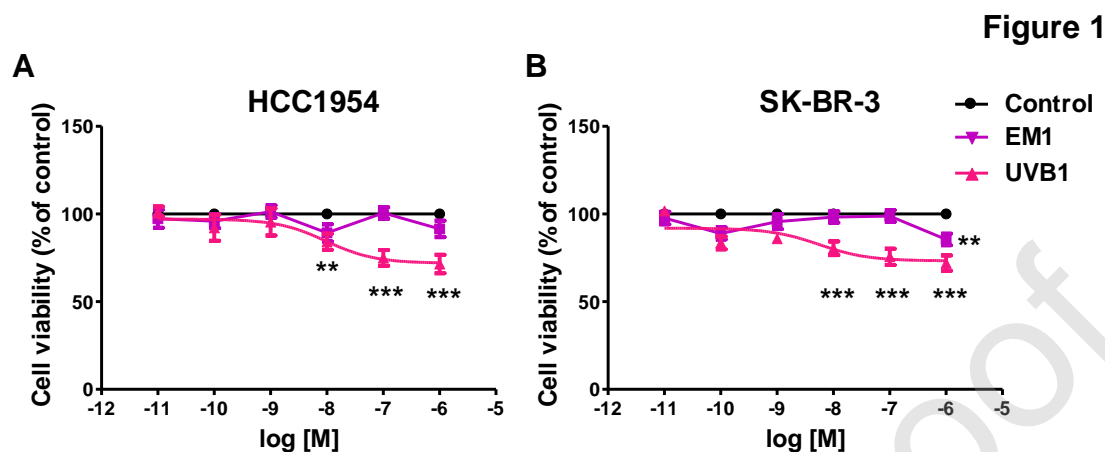 Figure 1
A
HCC1954
Cell viability (% of control)
150
100
50
0
**
***
***
-12 -11 -10 -9 -8 -7 -6 -5
log [M]
B
SK-BR-3
Cell viability (% of control)
150
100
50
0
**
***
***
***
-12 -11 -10 -9 -8 -7 -6 -5
log [M]
Control
EM1
UVB1
oof